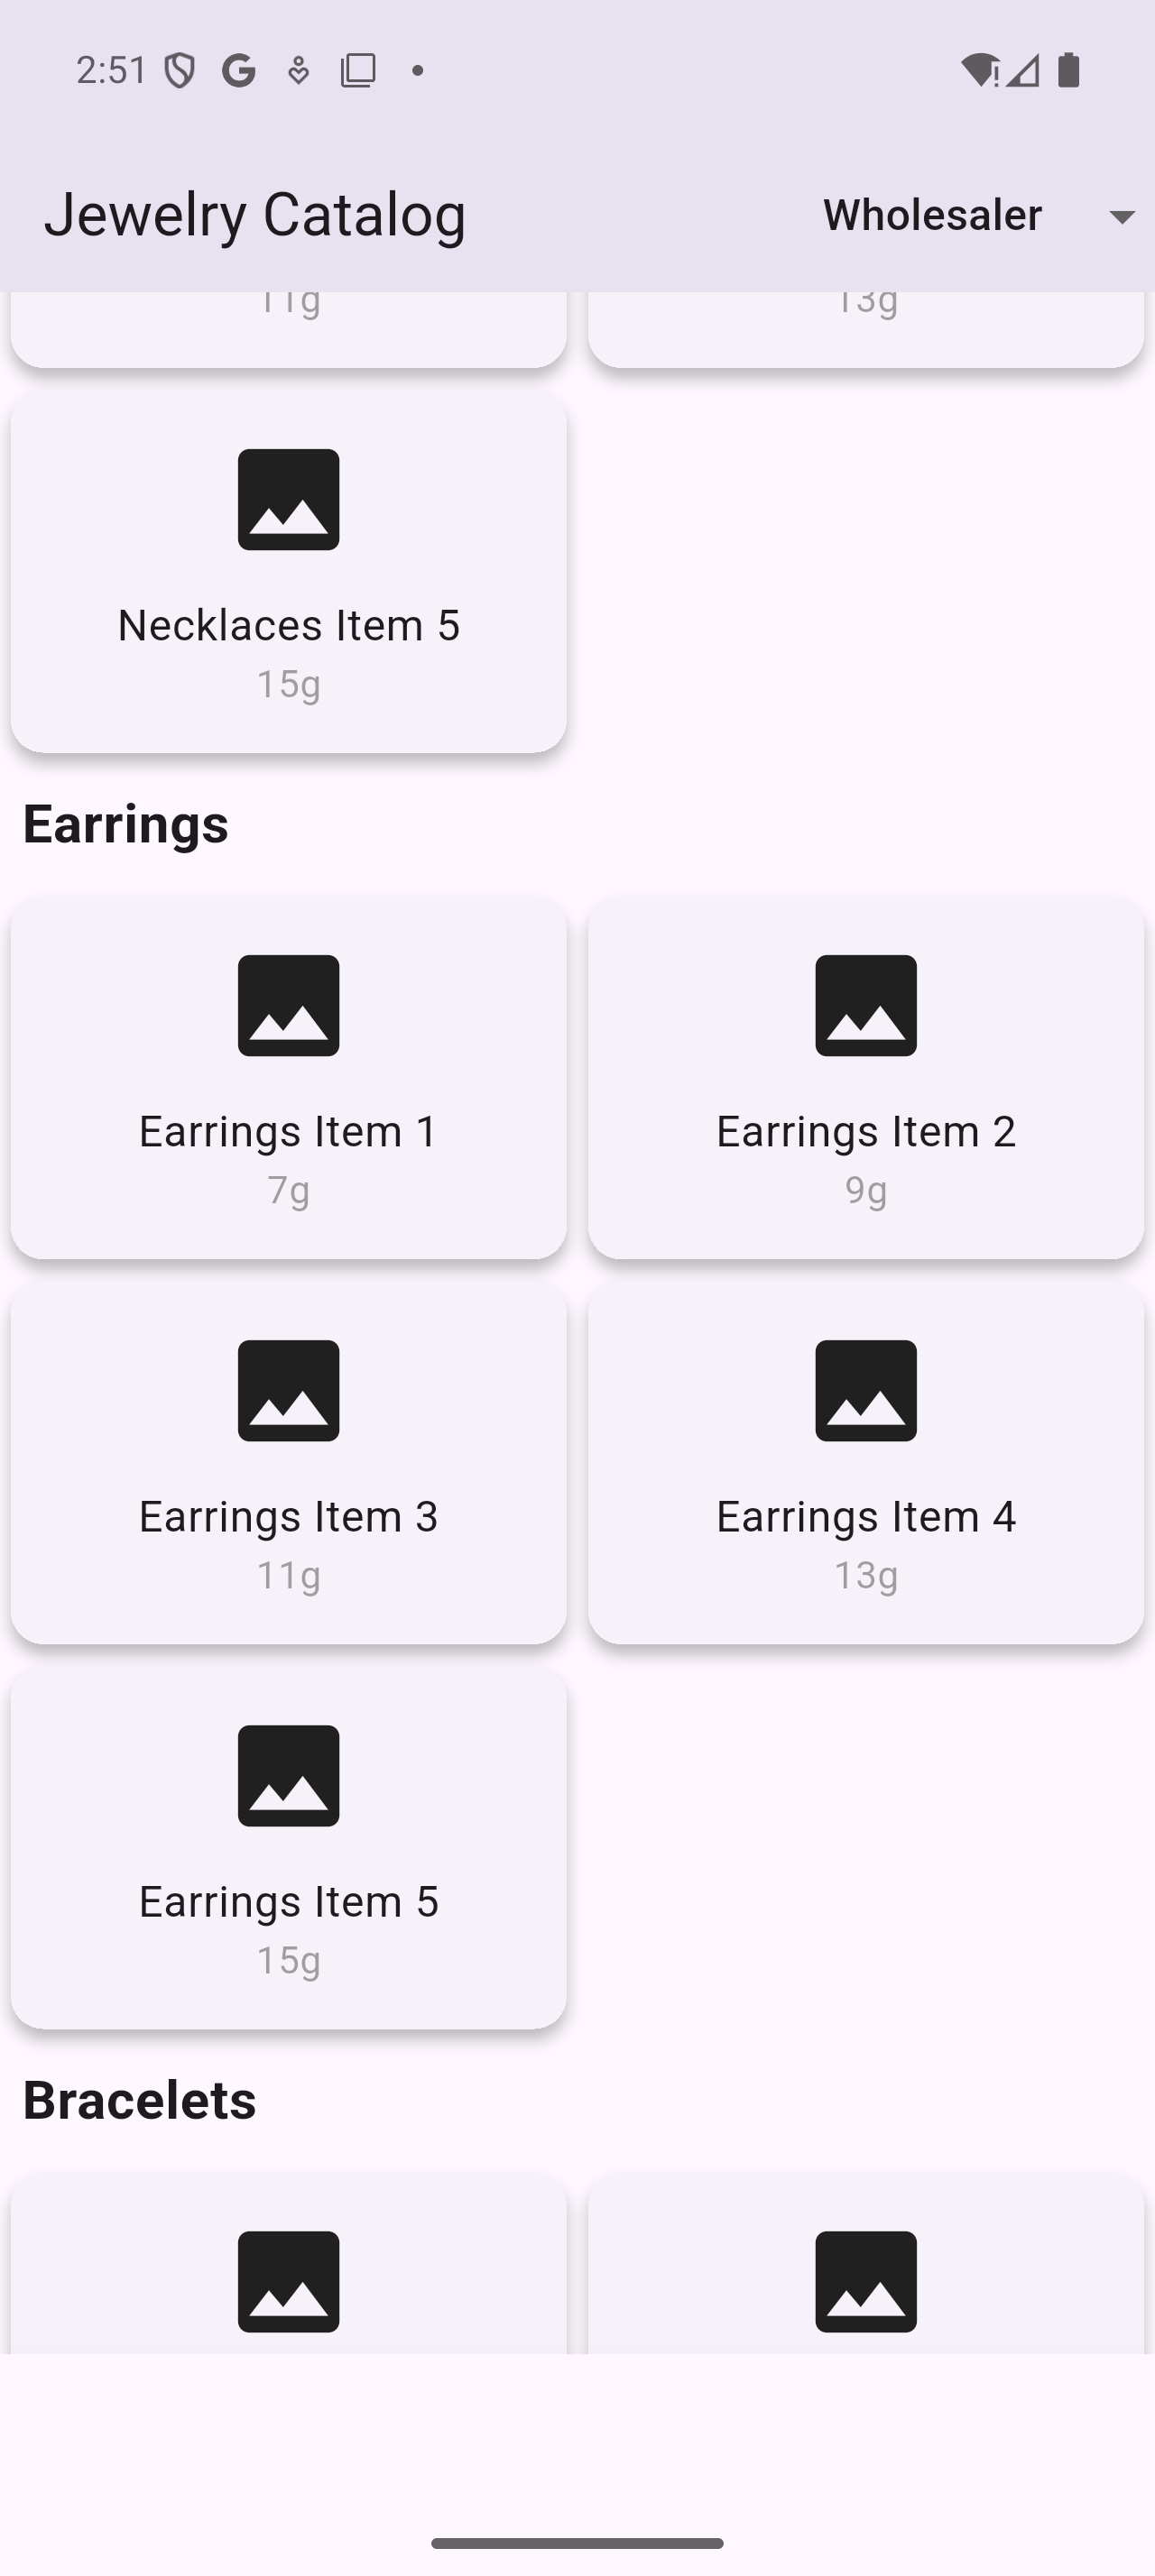 2:51
Jewelry Catalog
Wholesaler
11g
13g
Necklaces Item 5
15g
Earrings
Earrings Item 1
7g
Earrings Item 2
9g
Earrings Item 3
11g
Earrings Item 4
13g
Earrings Item 5
15g
Bracelets